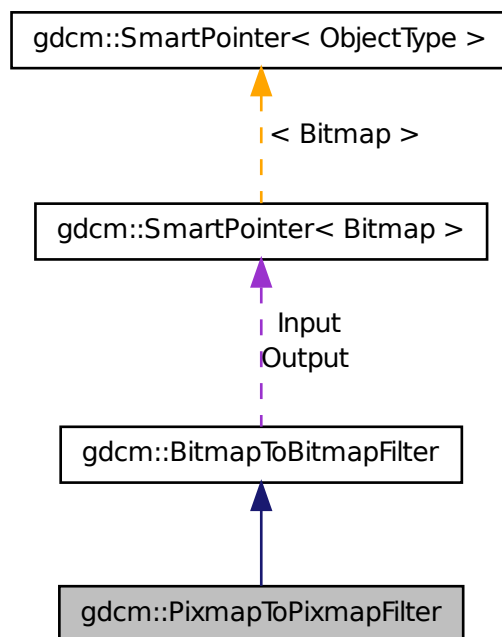 gdcm::SmartPointer< ObjectType >
< Bitmap >
gdcm::SmartPointer< Bitmap >
Input
Output
gdcm::BitmapToBitmapFilter
gdcm::PixmapToPixmapFilter